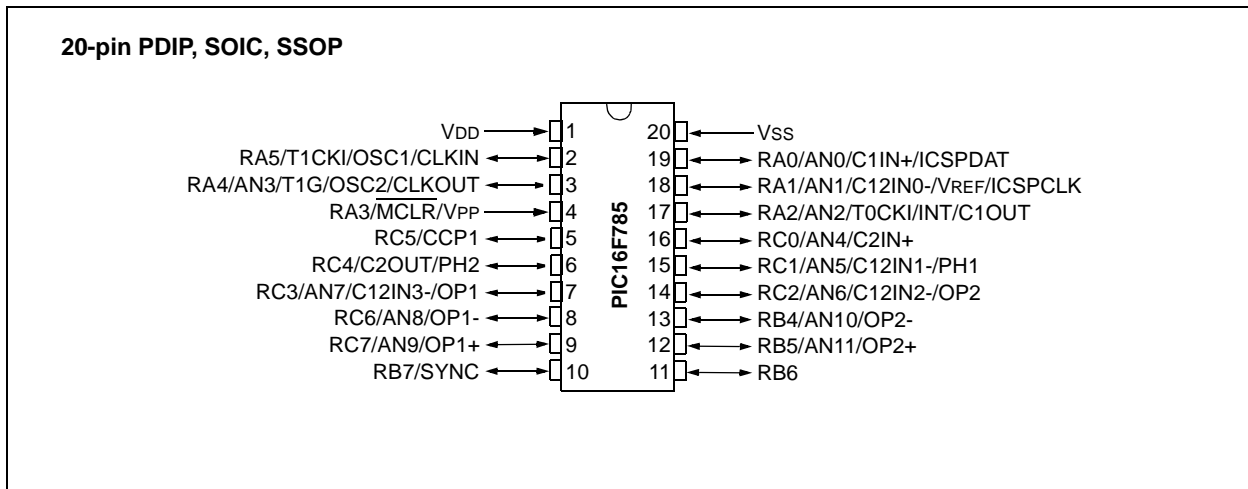 20-pin PDIP, SOIC, SSOP
VDD 1 20 VSS
RA5/T1CKI/OSC1/CLKIN 2 19 RA0/AN0/C1IN+/ICSPDAT
RA4/AN3/T1G/OSC2/CLKOUT 3 18 RA1/AN1/C12IN0-/VREF/ICSPCLK
RA3/MCLR/VPP 4 17 RA2/AN2/T0CKI/INT/C1OUT
RC5/CCP1 5 16 RC0/AN4/C2IN+
RC4/C2OUT/PH2 6 15 RC1/AN5/C12IN1-/PH1
RC3/AN7/C12IN3-/OP1 7 14 RC2/AN6/C12IN2-/OP2
RC6/AN8/OP1- 8 13 RB4/AN10/OP2-
RC7/AN9/OP1+ 9 12 RB5/AN11/OP2+
RB7/SYNC 10 11 RB6
PIC16F785